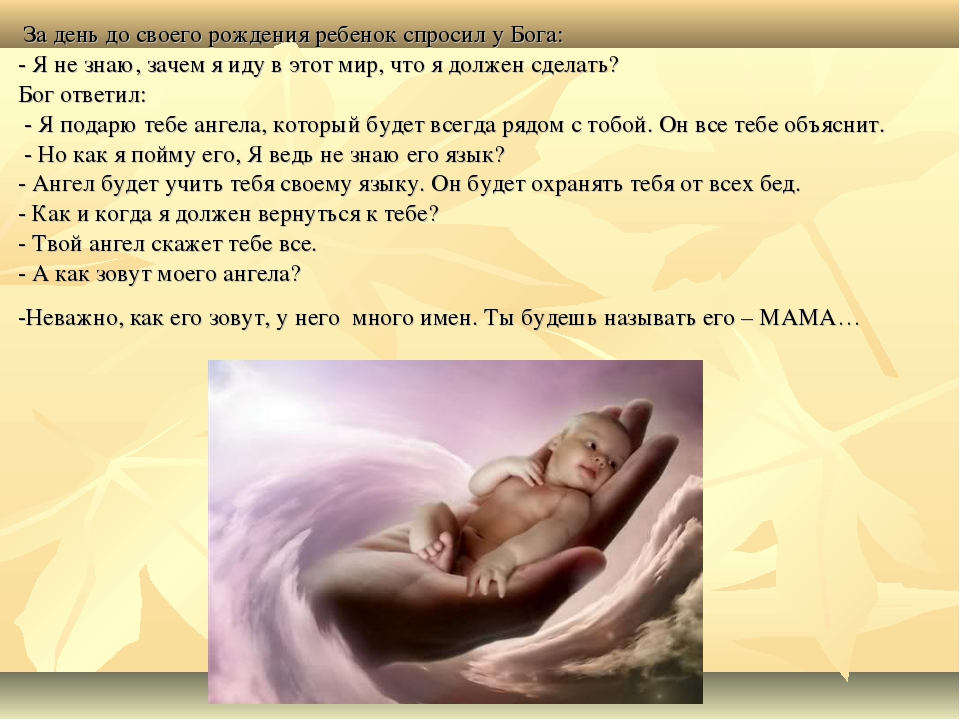 За день до своего рождения ребенок спросил у Бога:
- Я не знаю, зачем я иду в этот мир, что я должен сделать?
Бог ответил:
- Я подарю тебе ангела, который будет всегда рядом с тобой. Он все тебе объяснит.
- Но как я пойму его, Я ведь не знаю его язык?
- Ангел будет учить тебя своему языку. Он будет охранять тебя от всех бед.
- Как и когда я должен вернуться к тебе?
- Твой ангел скажет тебе все.
- А как зовут моего ангела?
-Неважно, как его зовут, у него  много имен. Ты будешь называть его – МАМА…